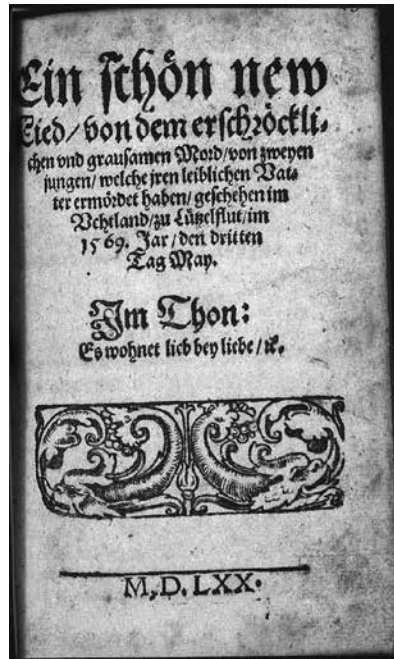 Ein schön new
Lied/ von dem erschröckli-
chen vnd grausamen Mord/ von zweyen
jungen/ welche jren leiblichen Vat-
ter ermördet haben/ geschehen im
Vchtland/ zu Lützelflut/ im
1569. Jar/ den dritten
Tag May.
Im Thon:
Es wohnet lieb bey liebe/ ꝛc.
M,D.LXX.